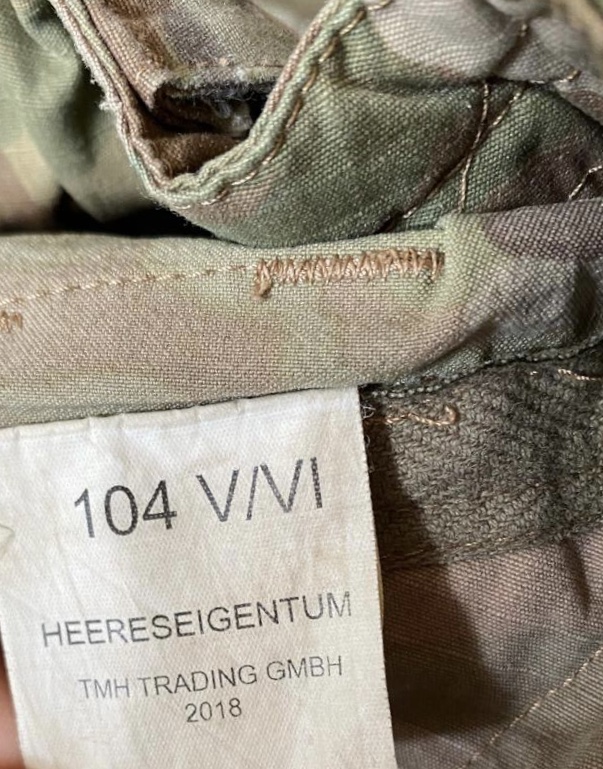 104 V/VI
HEERESEIGENTUM
TMH TRADING GMBH
2018